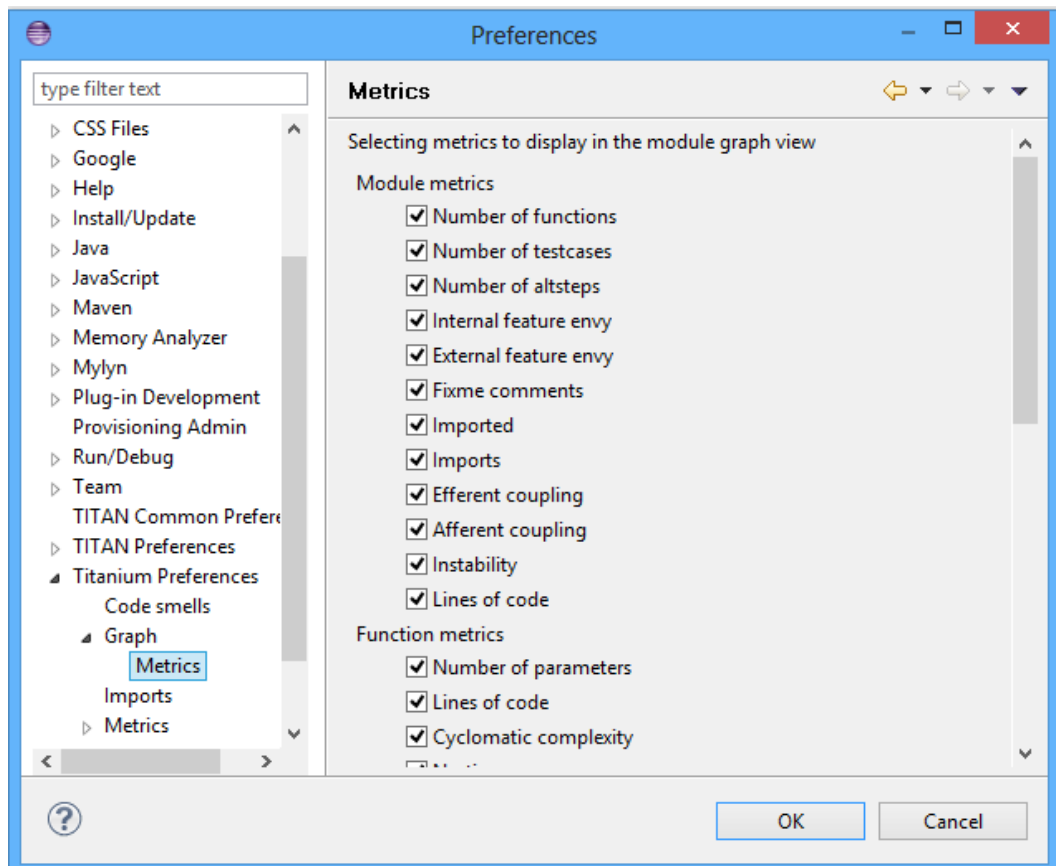 Preferences
type filter text
CSS Files
Google
Help
Install/Update
Java
JavaScript
Maven
Memory Analyzer
Mylyn
Plug-in Development
Provisioning Admin
Run/Debug
Team
TITAN Common Prefere
TITAN Preferences
Titanium Preferences
Code smells
Graph
Metrics
Imports
Metrics
Metrics
Selecting metrics to display in the module graph view
Module metrics
Number of functions
Number of testcases
Number of altsteps
Internal feature envy
External feature envy
Fixme comments
Imported
Imports
Efferent coupling
Afferent coupling
Instability
Lines of code
Function metrics
Number of parameters
Lines of code
Cyclomatic complexity
OK
Cancel